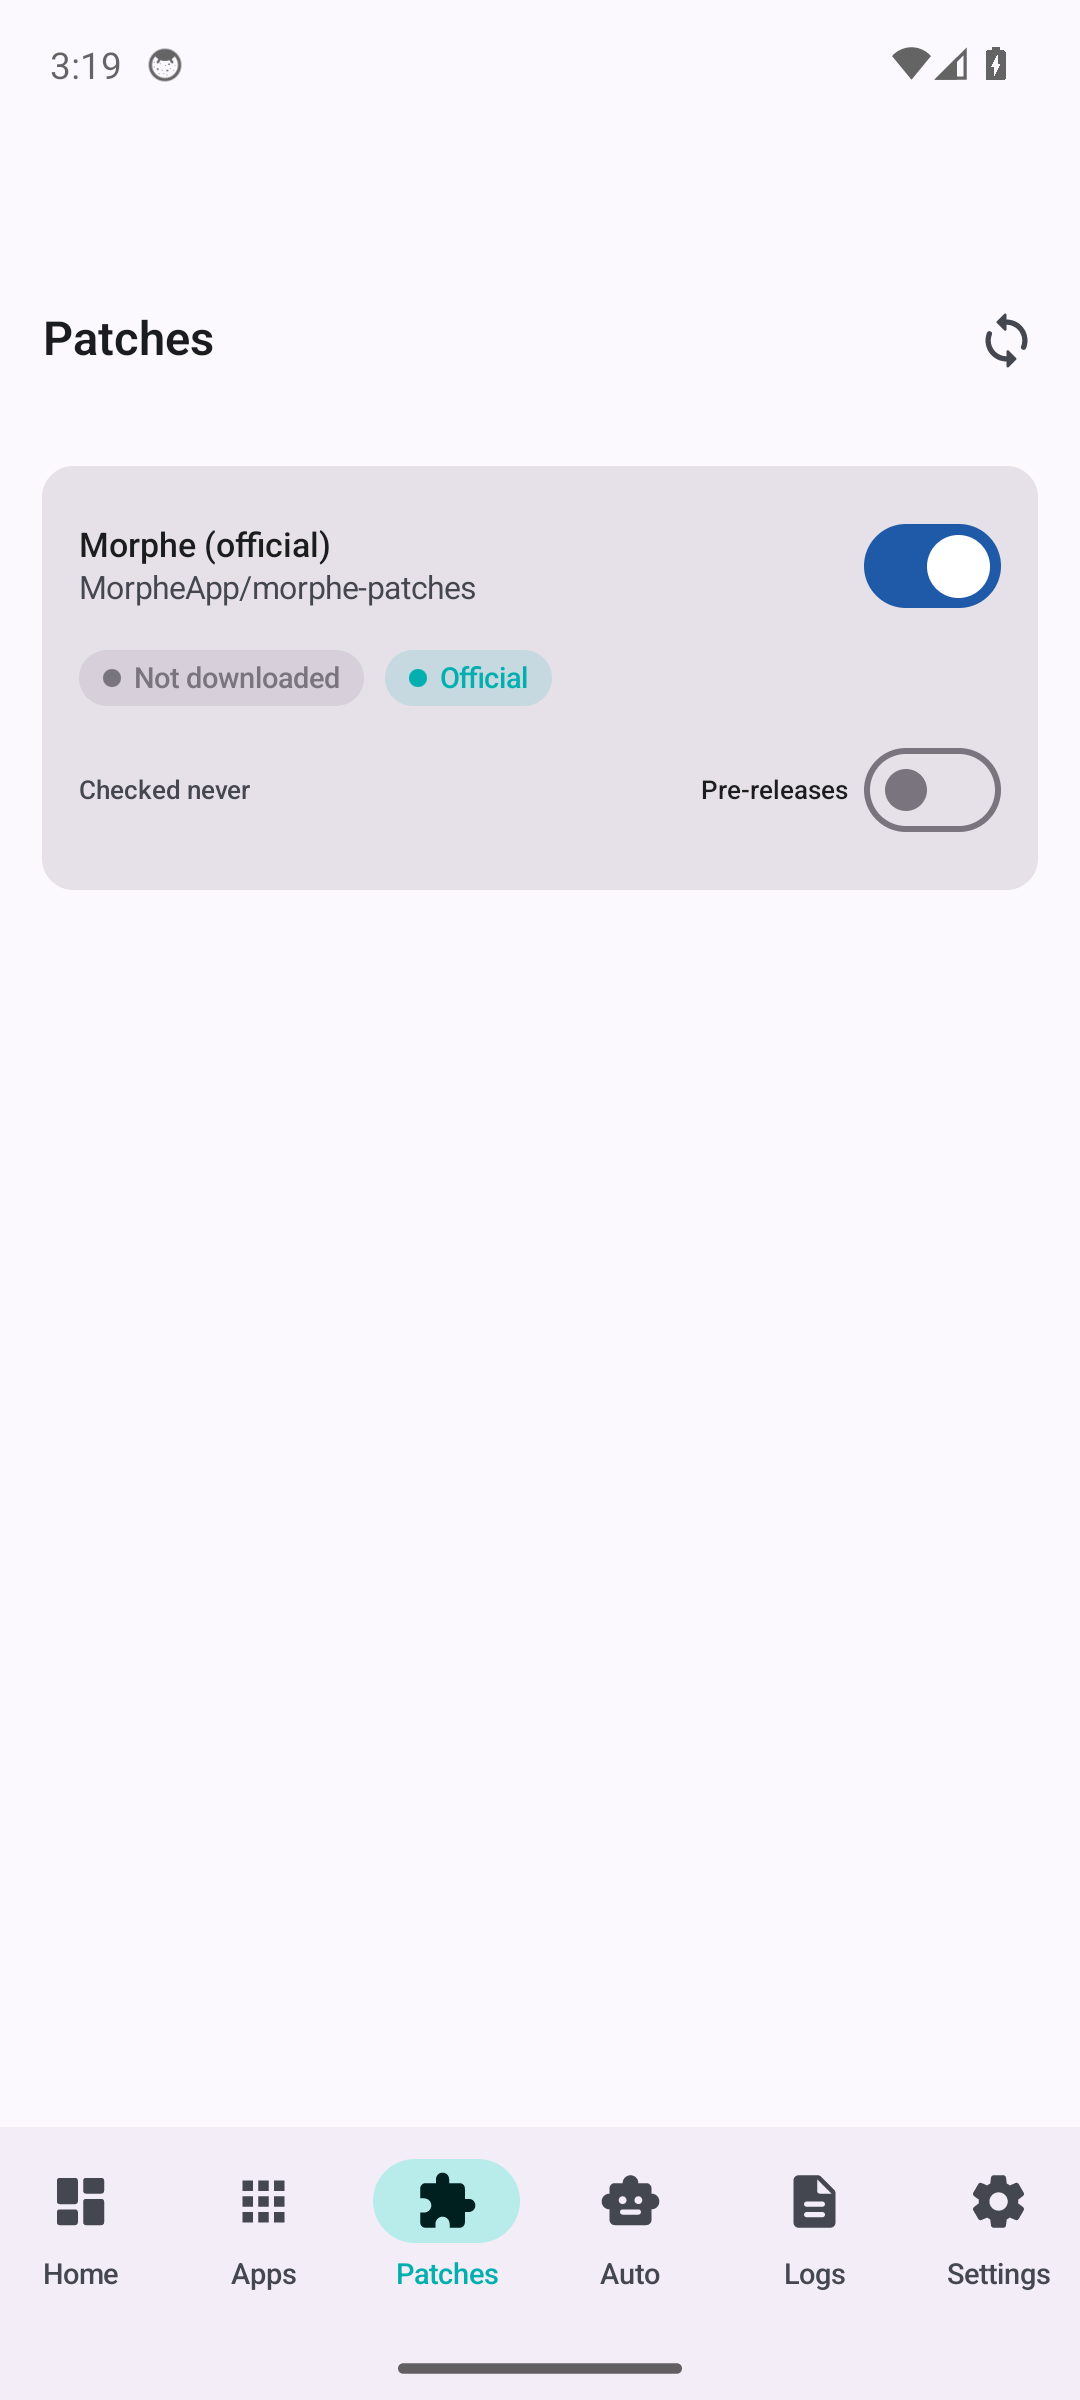 3:19
Patches
Morphe (official)
MorpheApp/morphe-patches
Not downloaded
Official
Checked never
Pre-releases
Home
Apps
Patches
Auto
Logs
Settings